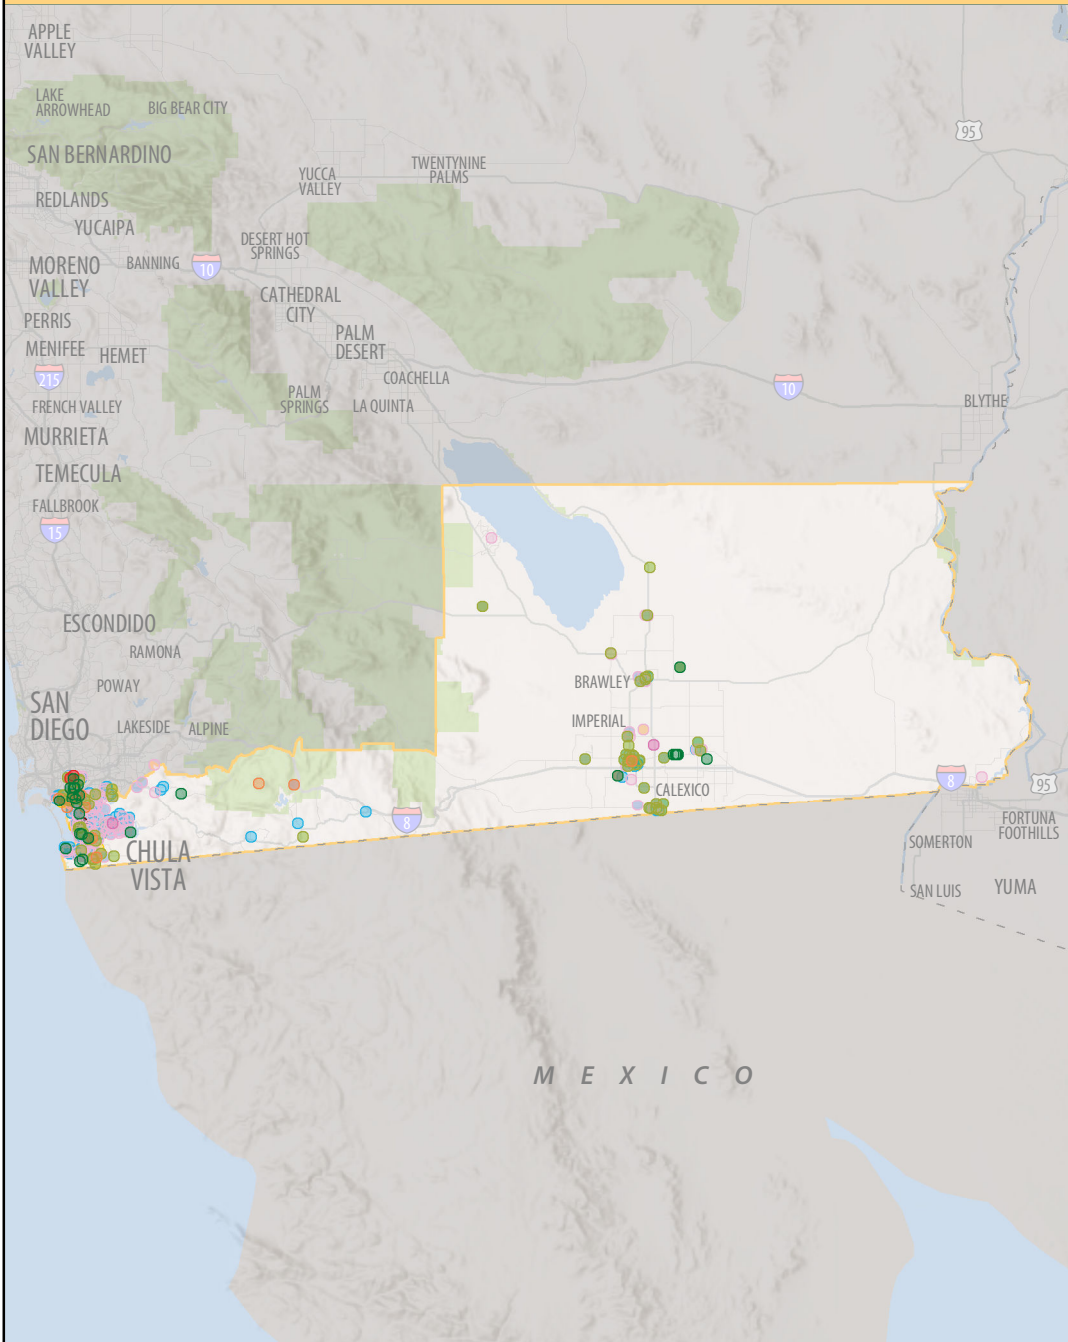 APPLE
VALLEY
LAKE
ARROWHEAD
BIG BEAR CITY
95
SAN BERNARDINO
YUCCA
VALLEY
TWENTYNINE
PALMS
REDLANDS
YUCAIPA
DESERT HOT
SPRINGS
MORENO
VALLEY
BANNING
10
CATHEDRAL
CITY
PERRIS
PALM
DESERT
MENIFEE
HEMET
215
COACHELLA
10
PALM
SPRINGS
LA QUINTA
FRENCH VALLEY
BLYTHE
MURRIETA
TEMECULA
FALLBROOK
15
ESCONDIDO
RAMONA
POWAY
BRAWLEY
SAN
DIEGO
LAKESIDE
ALPINE
IMPERIAL
8
95
CALEXICO
8
FORTUNA
FOOTHILLS
SOMERTON
CHULA
VISTA
SAN LUIS
YUMA
MEXICO